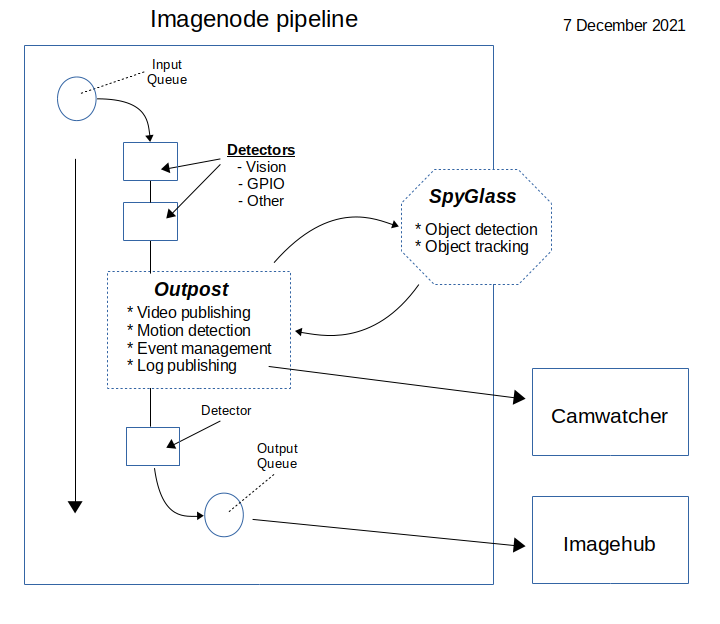 Imagenode pipeline
7 December 2021
Input
Queue
Detectors
- Vision
- GPIO
- Other
SpyGlass
* Object detection
* Object tracking
Outpost
* Video publishing
* Motion detection
* Event management
* Log publishing
Camwatcher
Detector
Output
Queue
Imagehub